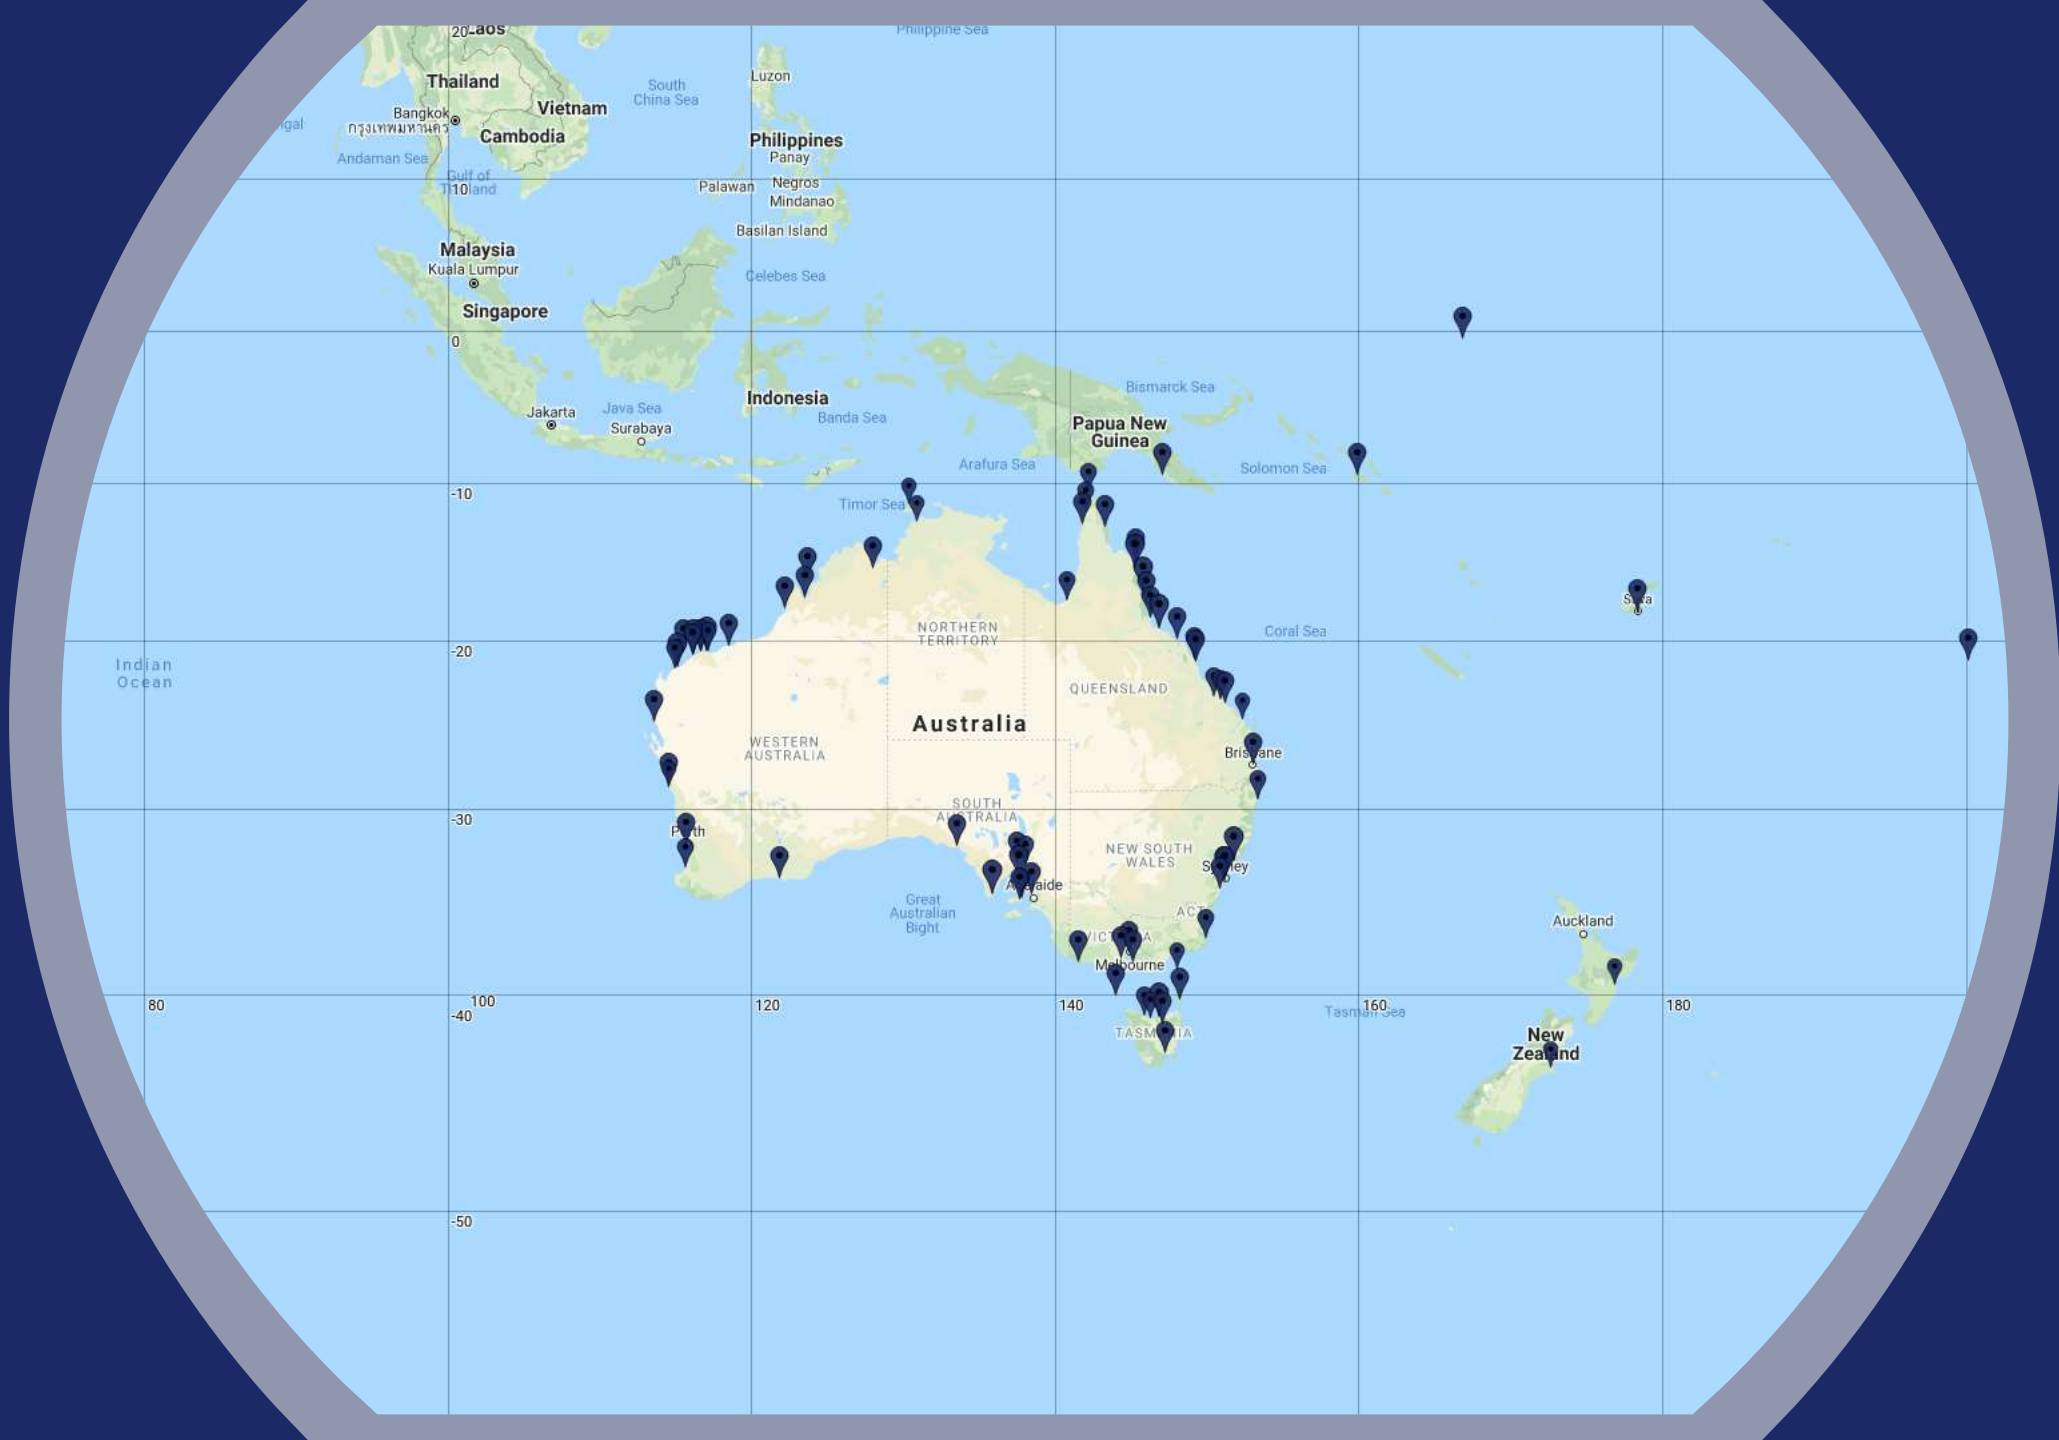 Laos
20
Philippine Sea
Thailand
Luzon
South
China Sea
Vietnam
Bangkok
กรุงเทพมหานคร
Cambodia
Philippines
Panay
Andaman Sea
Gulf of
Thailand
10
Palawan
Negros
Mindanao
Basilan Island
Malaysia
Kuala Lumpur
Celebes Sea
Singapore
0
Bismarck Sea
Indonesia
Jakarta
Java Sea
Banda Sea
Surabaya
Papua New
Guinea
Arafura Sea
Solomon Sea
-10
Timor Sea
Coral Sea
NORTHERN
TERRITORY
-20
Indian
Ocean
QUEENSLAND
Australia
WESTERN
AUSTRALIA
Brisbane
SOUTH
AUSTRALIA
-30
Perth
NEW SOUTH
WALES
Sydney
Adelaide
Great
Australian
Bight
ACT
Auckland
VICTORIA
Melbourne
80
100
120
140
160
180
-40
Tasman Sea
TASMANIA
New
Zealand
-50